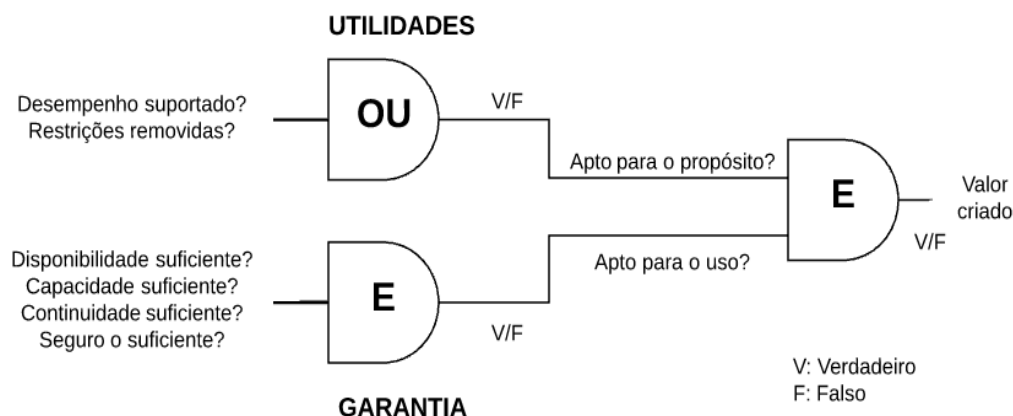 UTILIDADES
Desempenho suportado?
Restrições removidas?
OU
V/F
Apto para o propósito?
E
Valor
criado
V/F
Disponibilidade suficiente?
Capacidade suficiente?
Continuidade suficiente?
Seguro o suficiente?
E
Apto para o uso?
V/F
GARANTIA
V: Verdadeiro
F: Falso